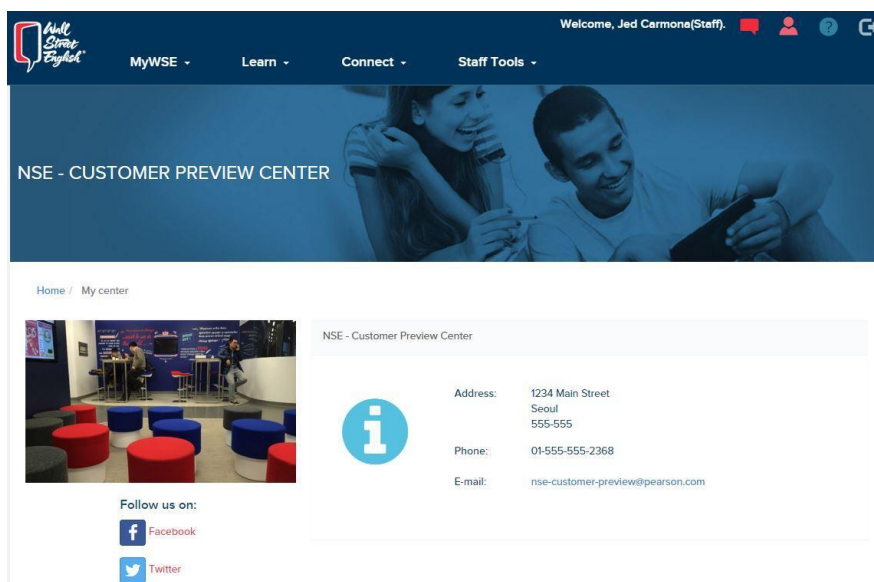 Wall
Street
English
Welcome, Jed Carmona(Staff).
?
MyWSE
Learn
Connect
Staff Tools
NSE - CUSTOMER PREVIEW CENTER
Home / My center
NSE - Customer Preview Center
i
Address: 1234 Main Street
Seoul
555-555
Phone: 01-555-555-2368
E-mail: nse-customer-preview@pearson.com
Follow us on:
f Facebook
Twitter